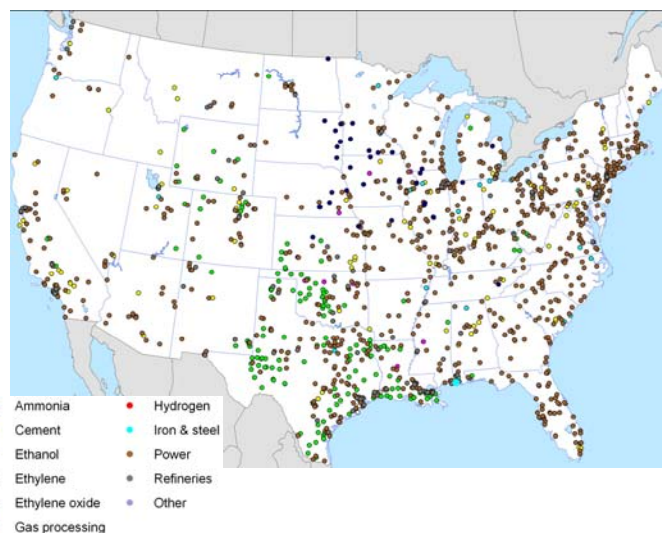 Ammonia
Hydrogen
Cement
Iron & steel
Ethanol
Power
Ethylene
Refineries
Ethylene oxide
Other
Gas processing